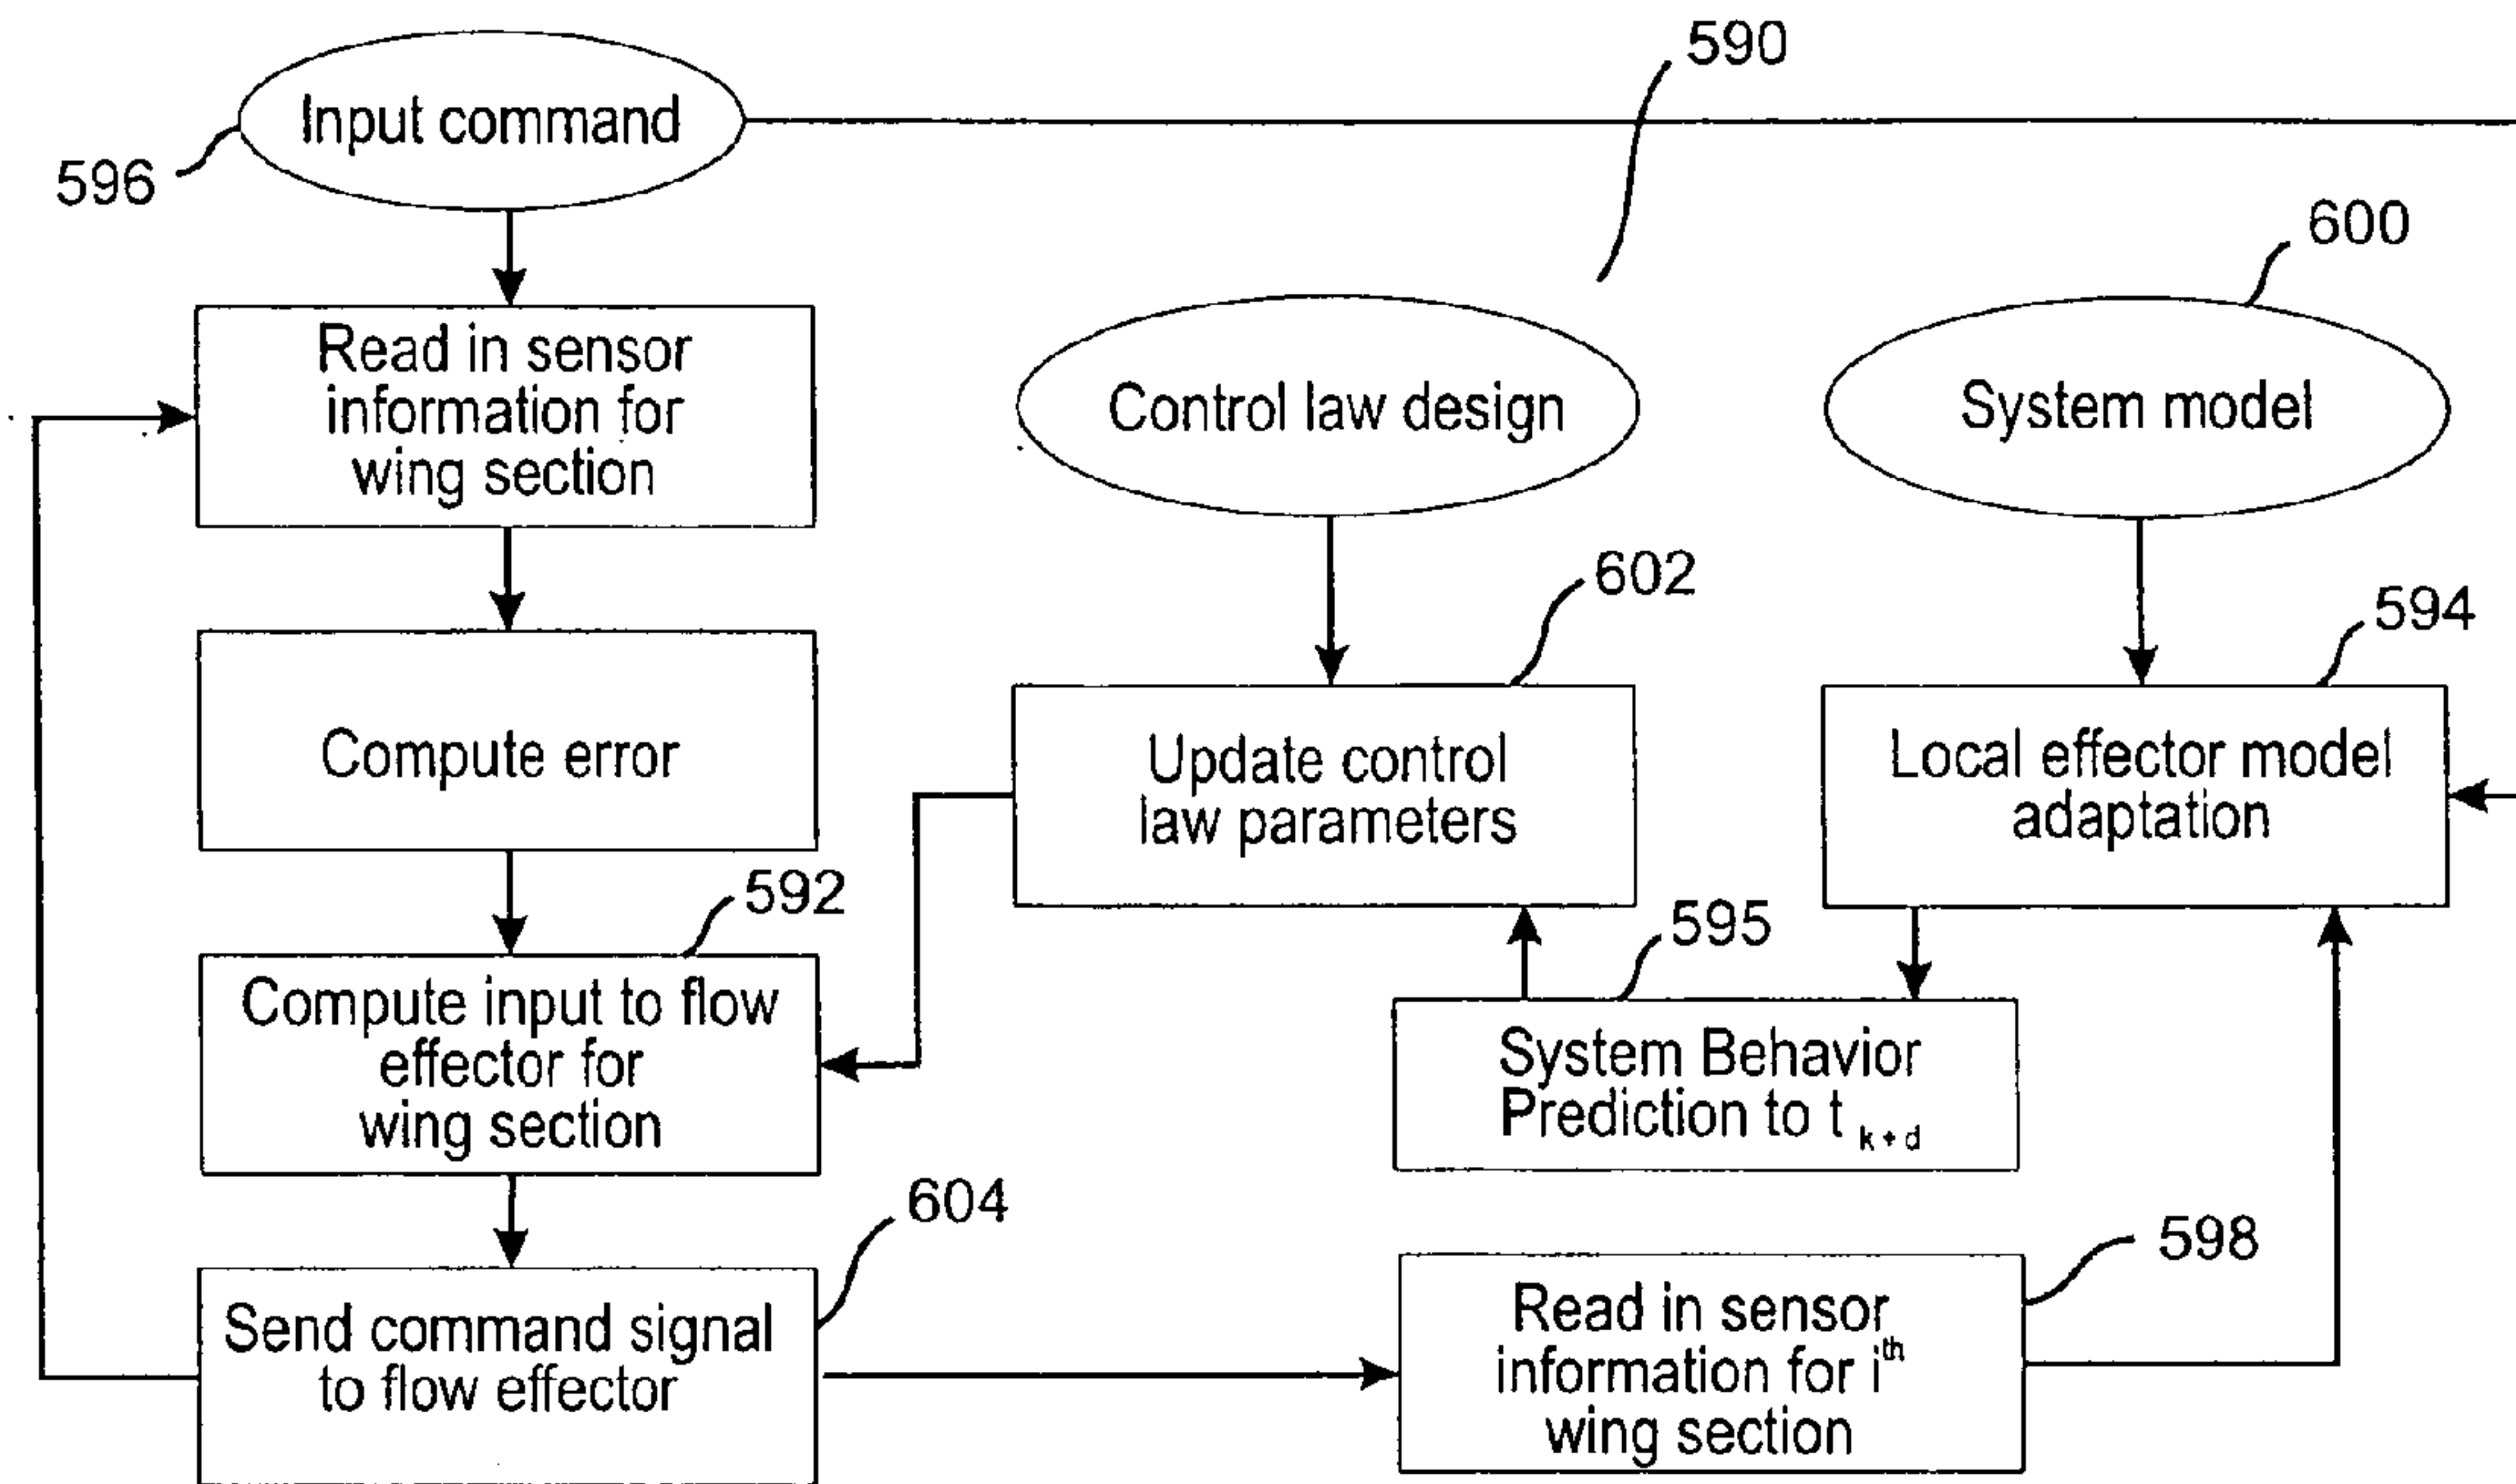 590
Input command
596
600
Read in sensor
information for
wing section
Control law design
System model
602
594
Compute error
Update control
law parameters
Local effector model
adaptation
592
595
Compute input to flow
effector for
wing section
System Behavior
Prediction to t k+d
604
598
Send command signal
to flow effector
Read in sensor
information for ith
wing section